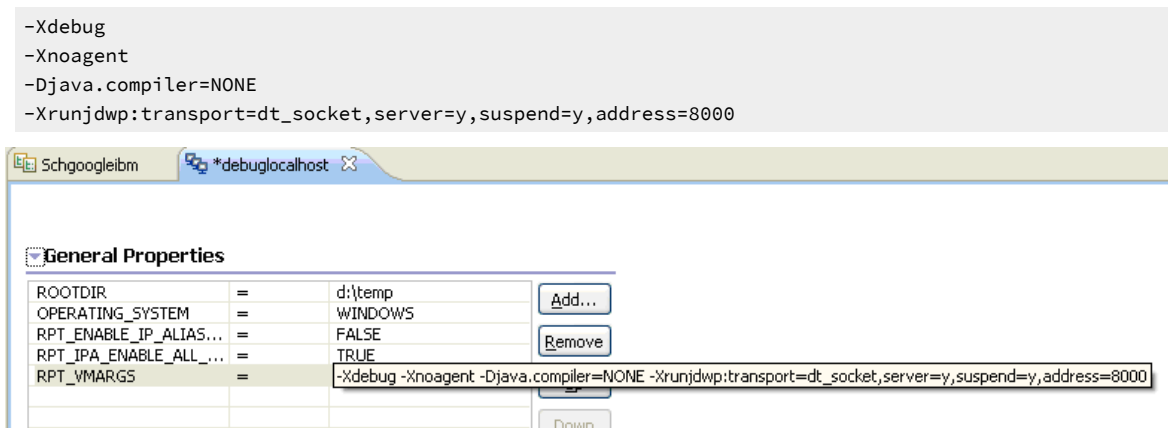 -Xdebug
-Xnoagent
-Djava.compiler=NONE
-Xrunjdwp:transport=dt_socket,server=y,suspend=y,address=8000
Schgoogleibm *debuglocalhost
General Properties
ROOTDIR = d:\temp Add...
OPERATING_SYSTEM = WINDOWS
RPT_ENABLE_IP_ALIAS... = FALSE Remove
RPT_IPA_ENABLE_ALL_... = TRUE
RPT_VMARGS = -Xdebug -Xnoagent -Djava.compiler=NONE -Xrunjdwp:transport=dt_socket,server=y,suspend=y,address=8000
Down